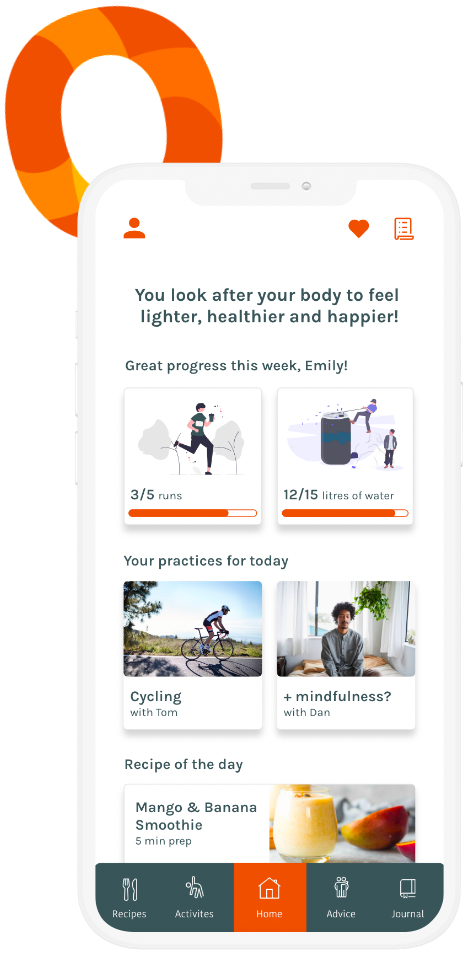 You look after your body to feel
lighter, healthier and happier!
Great progress this week, Emily!
3/5 runs
12/15 litres of water
Your practices for today
Cycling
with Tom
+ mindfulness?
with Dan
Recipe of the day
Mango & Banana
Smoothie
5 min prep
Recipes
Activites
Home
Advice
Journal